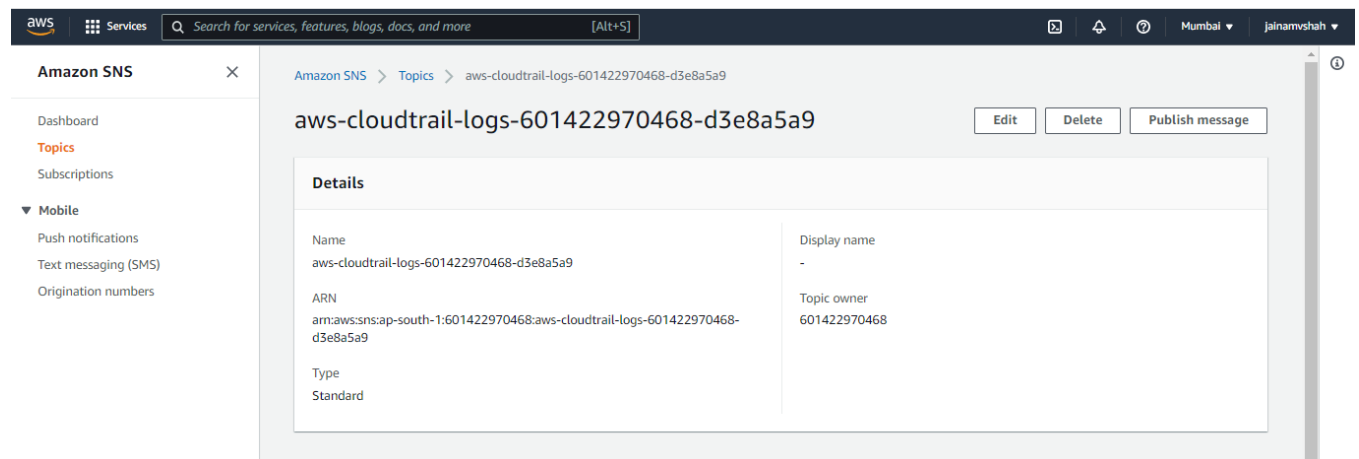 aws Services Search for services, features, blogs, docs, and more [Alt+S] Mumbai jainamvshah
Amazon SNS
Dashboard
Topics
Subscriptions
Mobile
Push notifications
Text messaging (SMS)
Origination numbers
Amazon SNS > Topics > aws-cloudtrail-logs-601422970468-d3e8a5a9
aws-cloudtrail-logs-601422970468-d3e8a5a9 Edit Delete Publish message
Details
Name
aws-cloudtrail-logs-601422970468-d3e8a5a9
ARN
arn:aws:sns:ap-south-1:601422970468:aws-cloudtrail-logs-601422970468-
d3e8a5a9
Type
Standard
Display name
-
Topic owner
601422970468